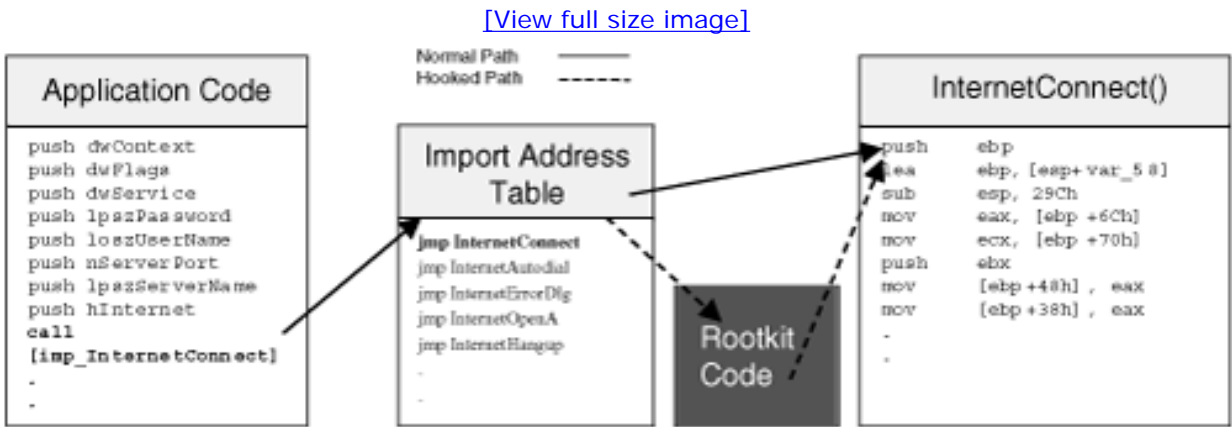 [View full size image]
Normal Path
Hooked Path
Application Code
push dwContext
push dwFlags
push dwService
push lpszPassword
push loszUserName
push nServerPort
push lpszServerName
push hInternet
call
[imp_InternetConnect]
.
.
Import Address
Table
jmp InternetConnect
jmp InternetAutodial
jmp InternetErrorDlg
jmp InternetOpenA
jmp InternetHangup
.
.
Rootkit
Code
InternetConnect()
push ebp
lea ebp, [esp+var_58]
sub esp, 29Ch
mov eax, [ebp +6Ch]
mov ecx, [ebp +70h]
push ebx
mov [ebp +48h] , eax
mov [ebp +38h] , eax
.
.